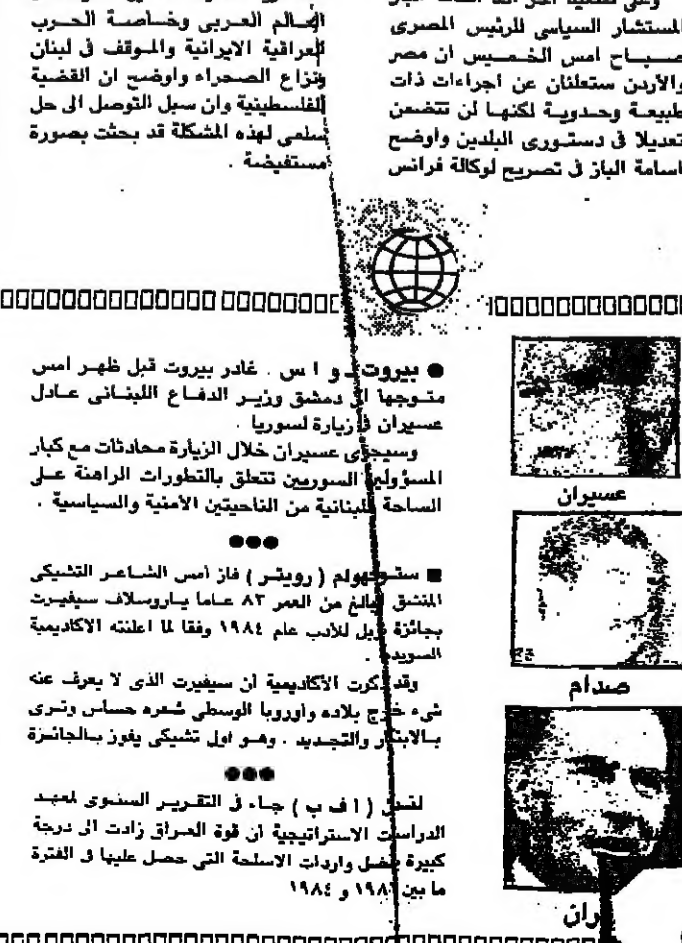 المستشار السياسى للرئيس المصرى
صباح امس الخميس ان مصر
والأردن ستعلنان عن اجراءات ذات
طبيعة وحدوية لكنها لن تتضمن
تعديلا فى دستورى البلدين واوضح
اسامة الباز فى تصريح لوكالة فرانس
العالم العربى وخاصة الحرب
العراقية الايرانية والموقف فى لبنان
ونزاع الصحراء واوضح ان القضية
الفلسطينية وان سبل التوصل الى حل
سلمى لهذه المشكلة قد بحثت بصورة
مستفيضة .
● بيروت ـ و ا س . غادر بيروت قبل ظهر امس
متوجها الى دمشق وزير الدفاع اللبنانى عادل
عسيران فى زيارة لسوريا .
وسيجرى عسيران خلال الزيارة محادثات مع كبار
المسؤولين السوريين تتعلق بالتطورات الراهنة على
الساحة اللبنانية من الناحيتين الأمنية والسياسية .
●●●
■ ستوكهولم ( رويتر ) فاز أمس الشاعر التشيكى
المنشق البالغ من العمر ٨٣ عاما ياروسلاف سيفيرت
بجائزة نوبل للأدب عام ١٩٨٤ وفقا لما اعلنته الاكاديمية
السويدية .
وقد ذكرت الأكاديمية ان سيفيرت الذى لا يعرف عنه
شىء خارج بلاده واوروبا الوسطى شعره حساس وثرى
بالابتكار والتجديد . وهو اول تشيكى يفوز بالجائزة
●●●
لندن ( ا ف ب ) جاء فى التقرير السنوى لمعهد
الدراسات الاستراتيجية ان قوة العراق زادت الى درجة
كبيرة بفضل واردات الاسلحة التى حصل عليها فى الفترة
ما بين ١٩٨١ و ١٩٨٤
عسيران
صدام